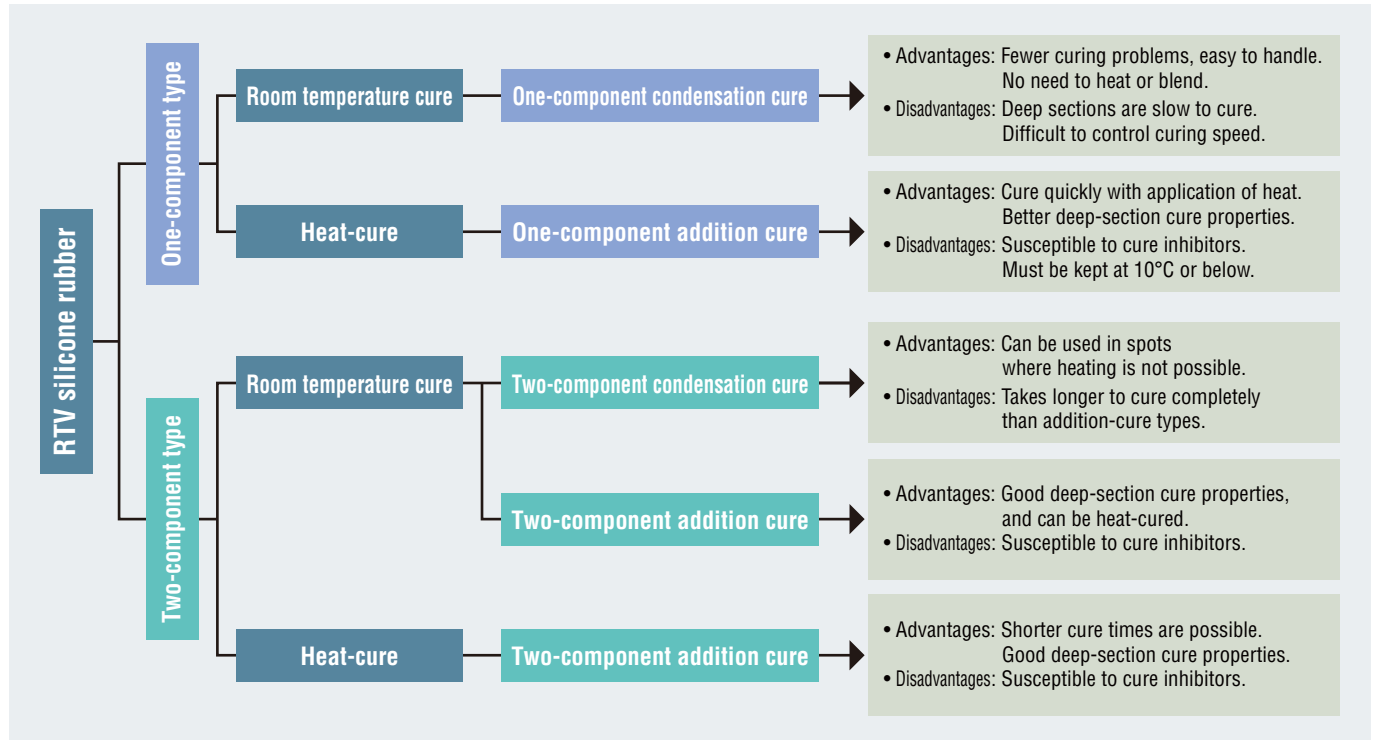 RTV silicone rubber
One-component type
Room temperature cure
One-component condensation cure
• Advantages: Fewer curing problems, easy to handle.
No need to heat or blend.
• Disadvantages: Deep sections are slow to cure.
Difficult to control curing speed.
Heat-cure
One-component addition cure
• Advantages: Cure quickly with application of heat.
Better deep-section cure properties.
• Disadvantages: Susceptible to cure inhibitors.
Must be kept at 10°C or below.
Two-component type
Room temperature cure
Two-component condensation cure
• Advantages: Can be used in spots
where heating is not possible.
• Disadvantages: Takes longer to cure completely
than addition-cure types.
Two-component addition cure
• Advantages: Good deep-section cure properties,
and can be heat-cured.
• Disadvantages: Susceptible to cure inhibitors.
Heat-cure
Two-component addition cure
• Advantages: Shorter cure times are possible.
Good deep-section cure properties.
• Disadvantages: Susceptible to cure inhibitors.